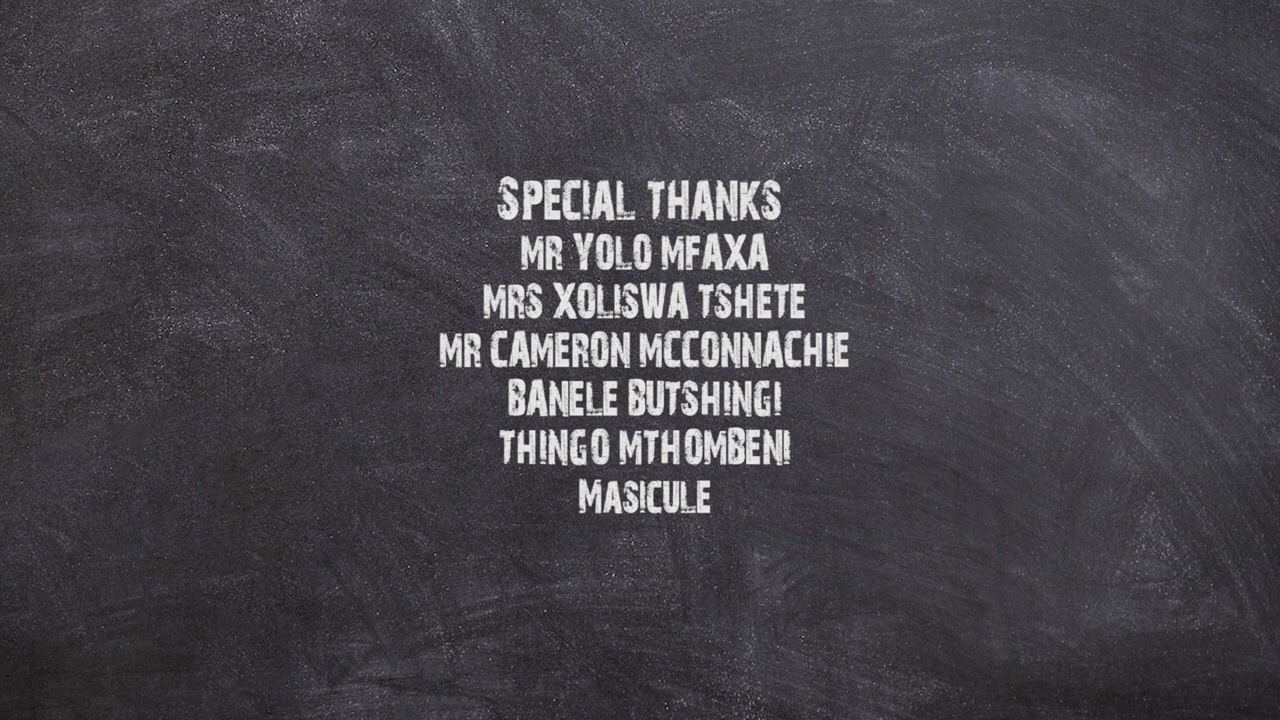 Special thanks
Mr Yolo Mfaxa
Mrs Xoliswa Tshete
Mr Cameron McConnachie
Banele Butshingi
Thingo Mthombeni
Masicule